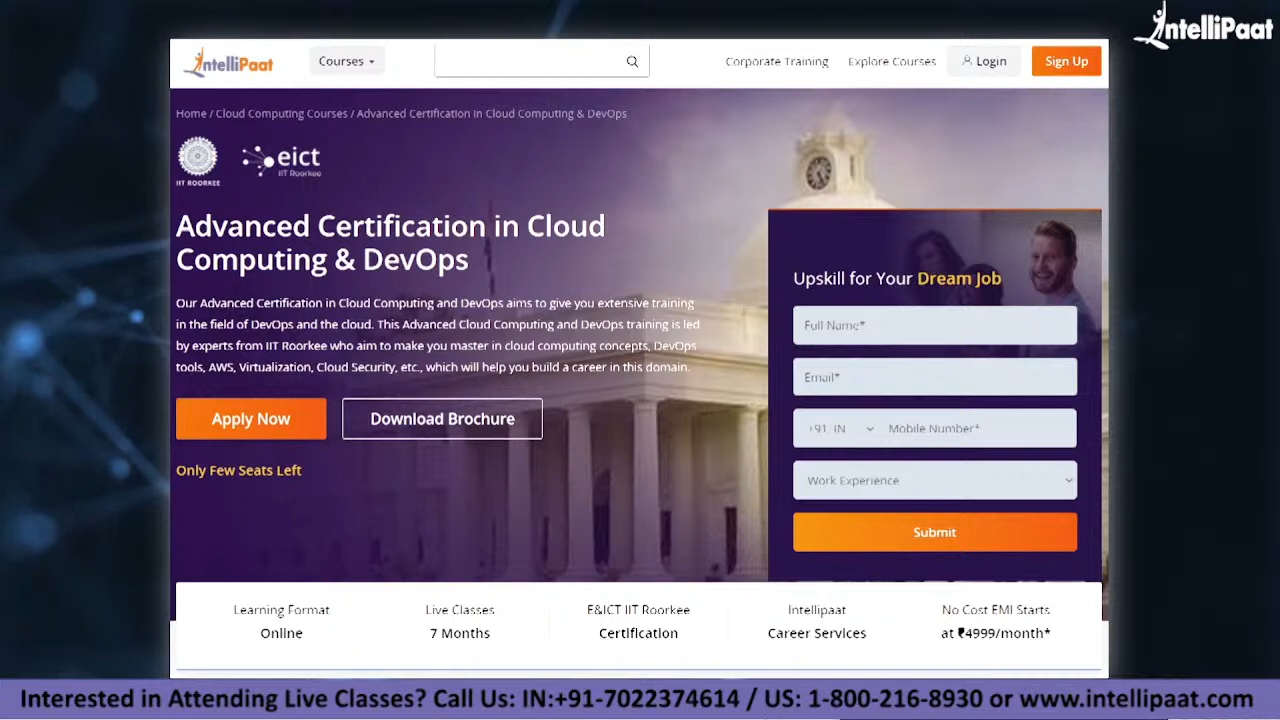 IntelliPaat
IntelliPaat
Courses
Corporate Training
Explore Courses
Login
Sign Up
Home / Cloud Computing Courses / Advanced Certification in Cloud Computing & DevOps
IIT ROORKEE
eict
IIT Roorkee
Advanced Certification in Cloud
Computing & DevOps
Our Advanced Certification in Cloud Computing and DevOps aims to give you extensive training
in the field of DevOps and the cloud. This Advanced Cloud Computing and DevOps training is led
by experts from IIT Roorkee who aim to make you master in cloud computing concepts, DevOps
tools, AWS, Virtualization, Cloud Security, etc., which will help you build a career in this domain.
Apply Now
Download Brochure
Only Few Seats Left
Upskill for Your Dream Job
Full Name*
Email*
+91 IN
Mobile Number*
Work Experience
Submit
Learning Format
Online
Live Classes
7 Months
E&ICT IIT Roorkee
Certification
Intellipaat
Career Services
No Cost EMI Starts
at ₹4999/month*
Interested in Attending Live Classes? Call Us: IN:+91-7022374614 / US: 1-800-216-8930 or www.intellipaat.com